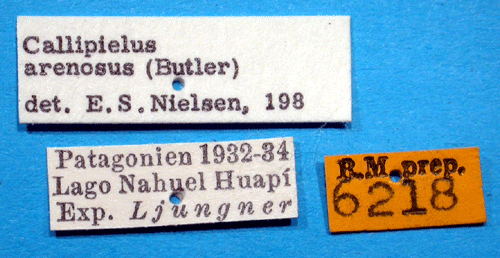 Callipielus
arenosus (Butler)
det. E.S. Nielsen, 198
Patagonien 1932-34
Lago Nahuel Huapí
Exp. Ljungner
R.M. prep.
6218